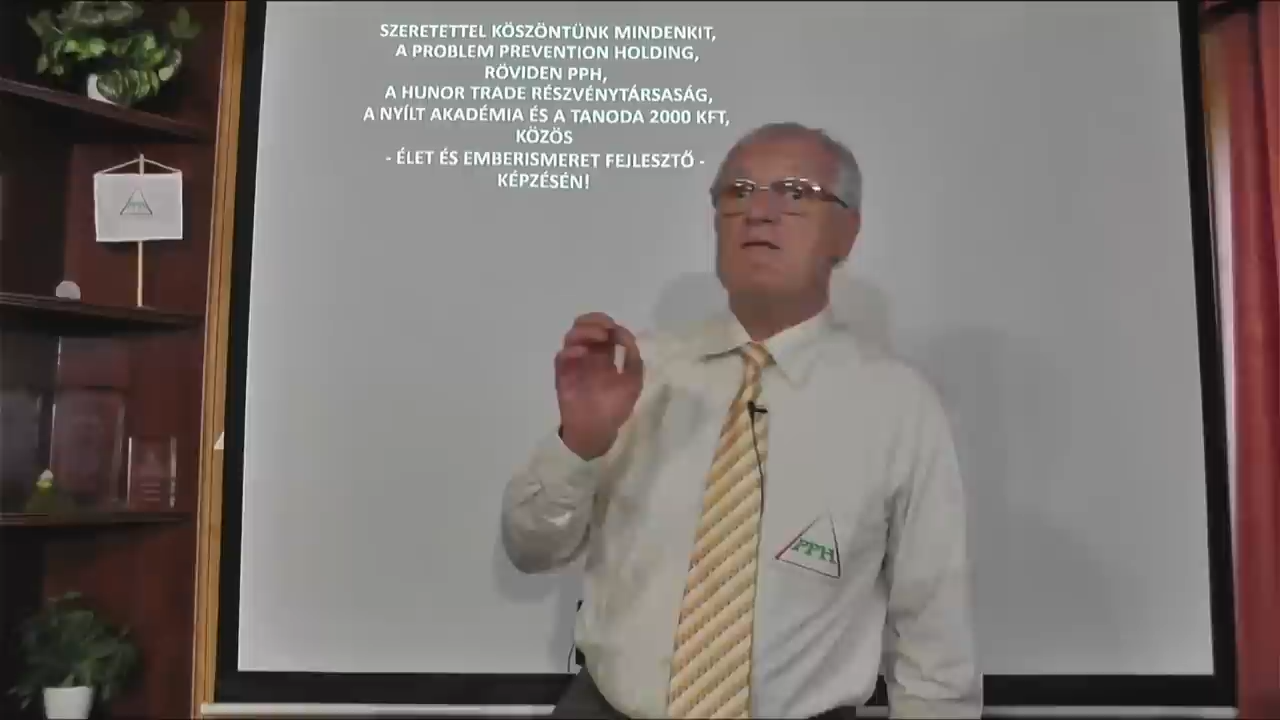 SZERETETTEL KÖSZÖNTÜNK MINDENKIT,
A PROBLEM PREVENTION HOLDING,
RÖVIDEN PPH,
A HUNOR TRADE RÉSZVÉNYTÁRSASÁG,
A NYÍLT AKADÉMIA ÉS A TANODA 2000 KFT,
KÖZÖS
- ÉLET ÉS EMBERISMERET FEJLESZTŐ -
KÉPZÉSÉN!
PPH
PPH